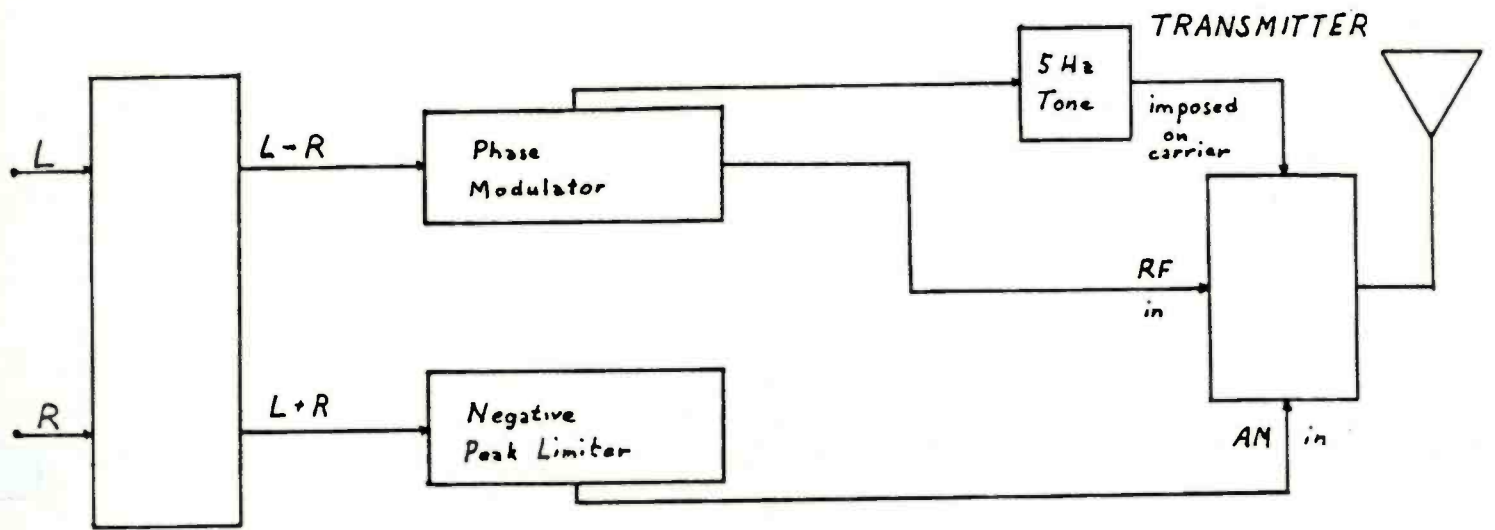 TRANSMITTER
5 Hz
Tone
imposed
on
carrier
L
L - R
Phase
Modulator
RF
in
R
L + R
Negative
Peak Limiter
AM in